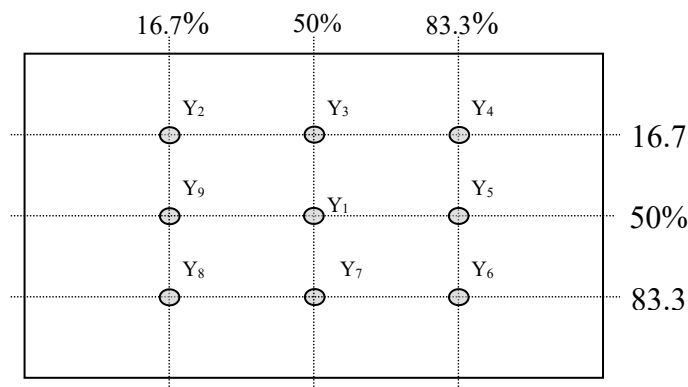 16.7% 50% 83.3%
Y₂ Y₃ Y₄
16.7
Y₉ Y₁ Y₅
50%
Y₈ Y₇ Y₆
83.3